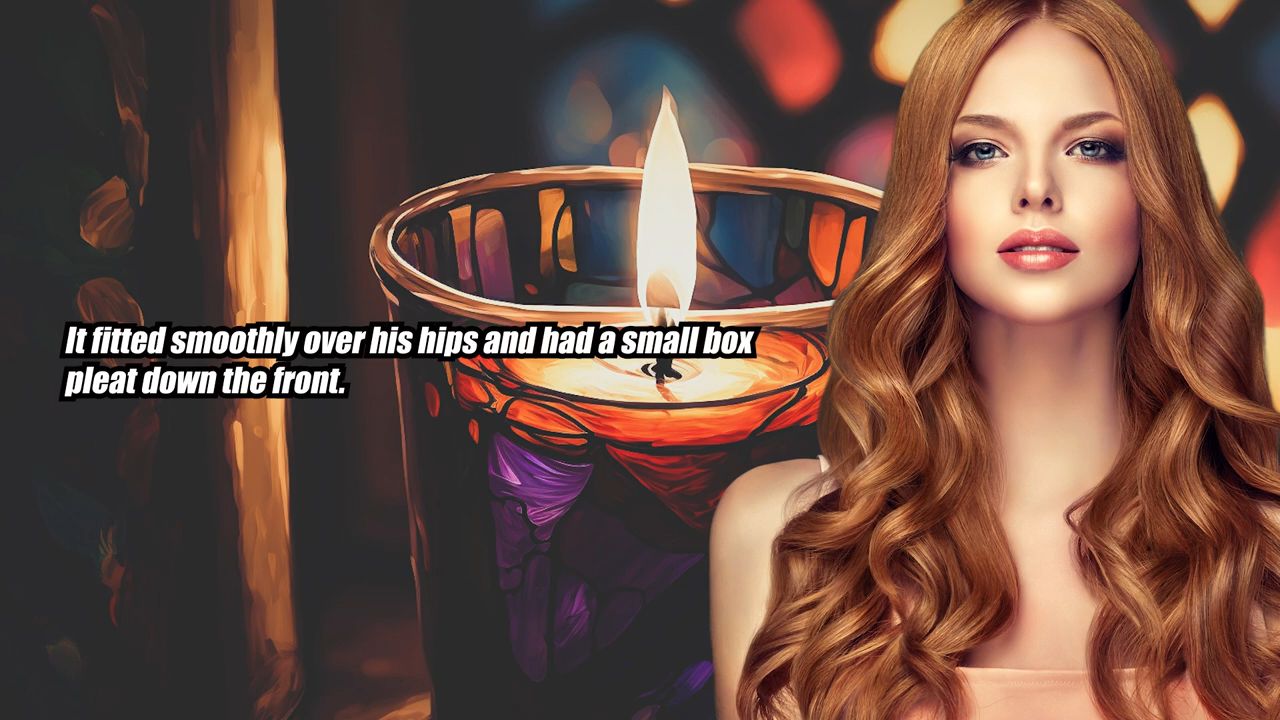 It fitted smoothly over his hips and had a small box
pleat down the front.